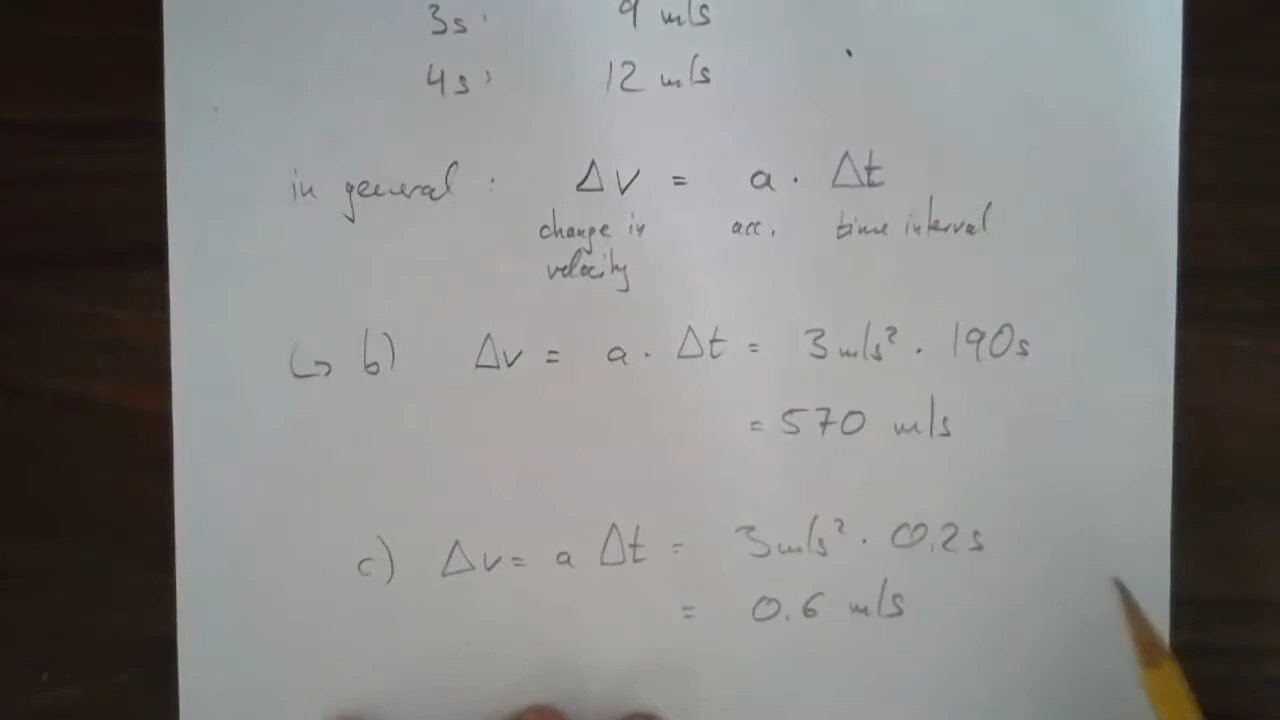 3s: 9 m/s
4s: 12 m/s
in general : Δv = a · Δt
change in acc. time interval
velocity
↳ b) Δv = a · Δt = 3 m/s² · 190s
= 570 m/s
c) Δv = a Δt = 3 m/s² · 0.2s
= 0.6 m/s